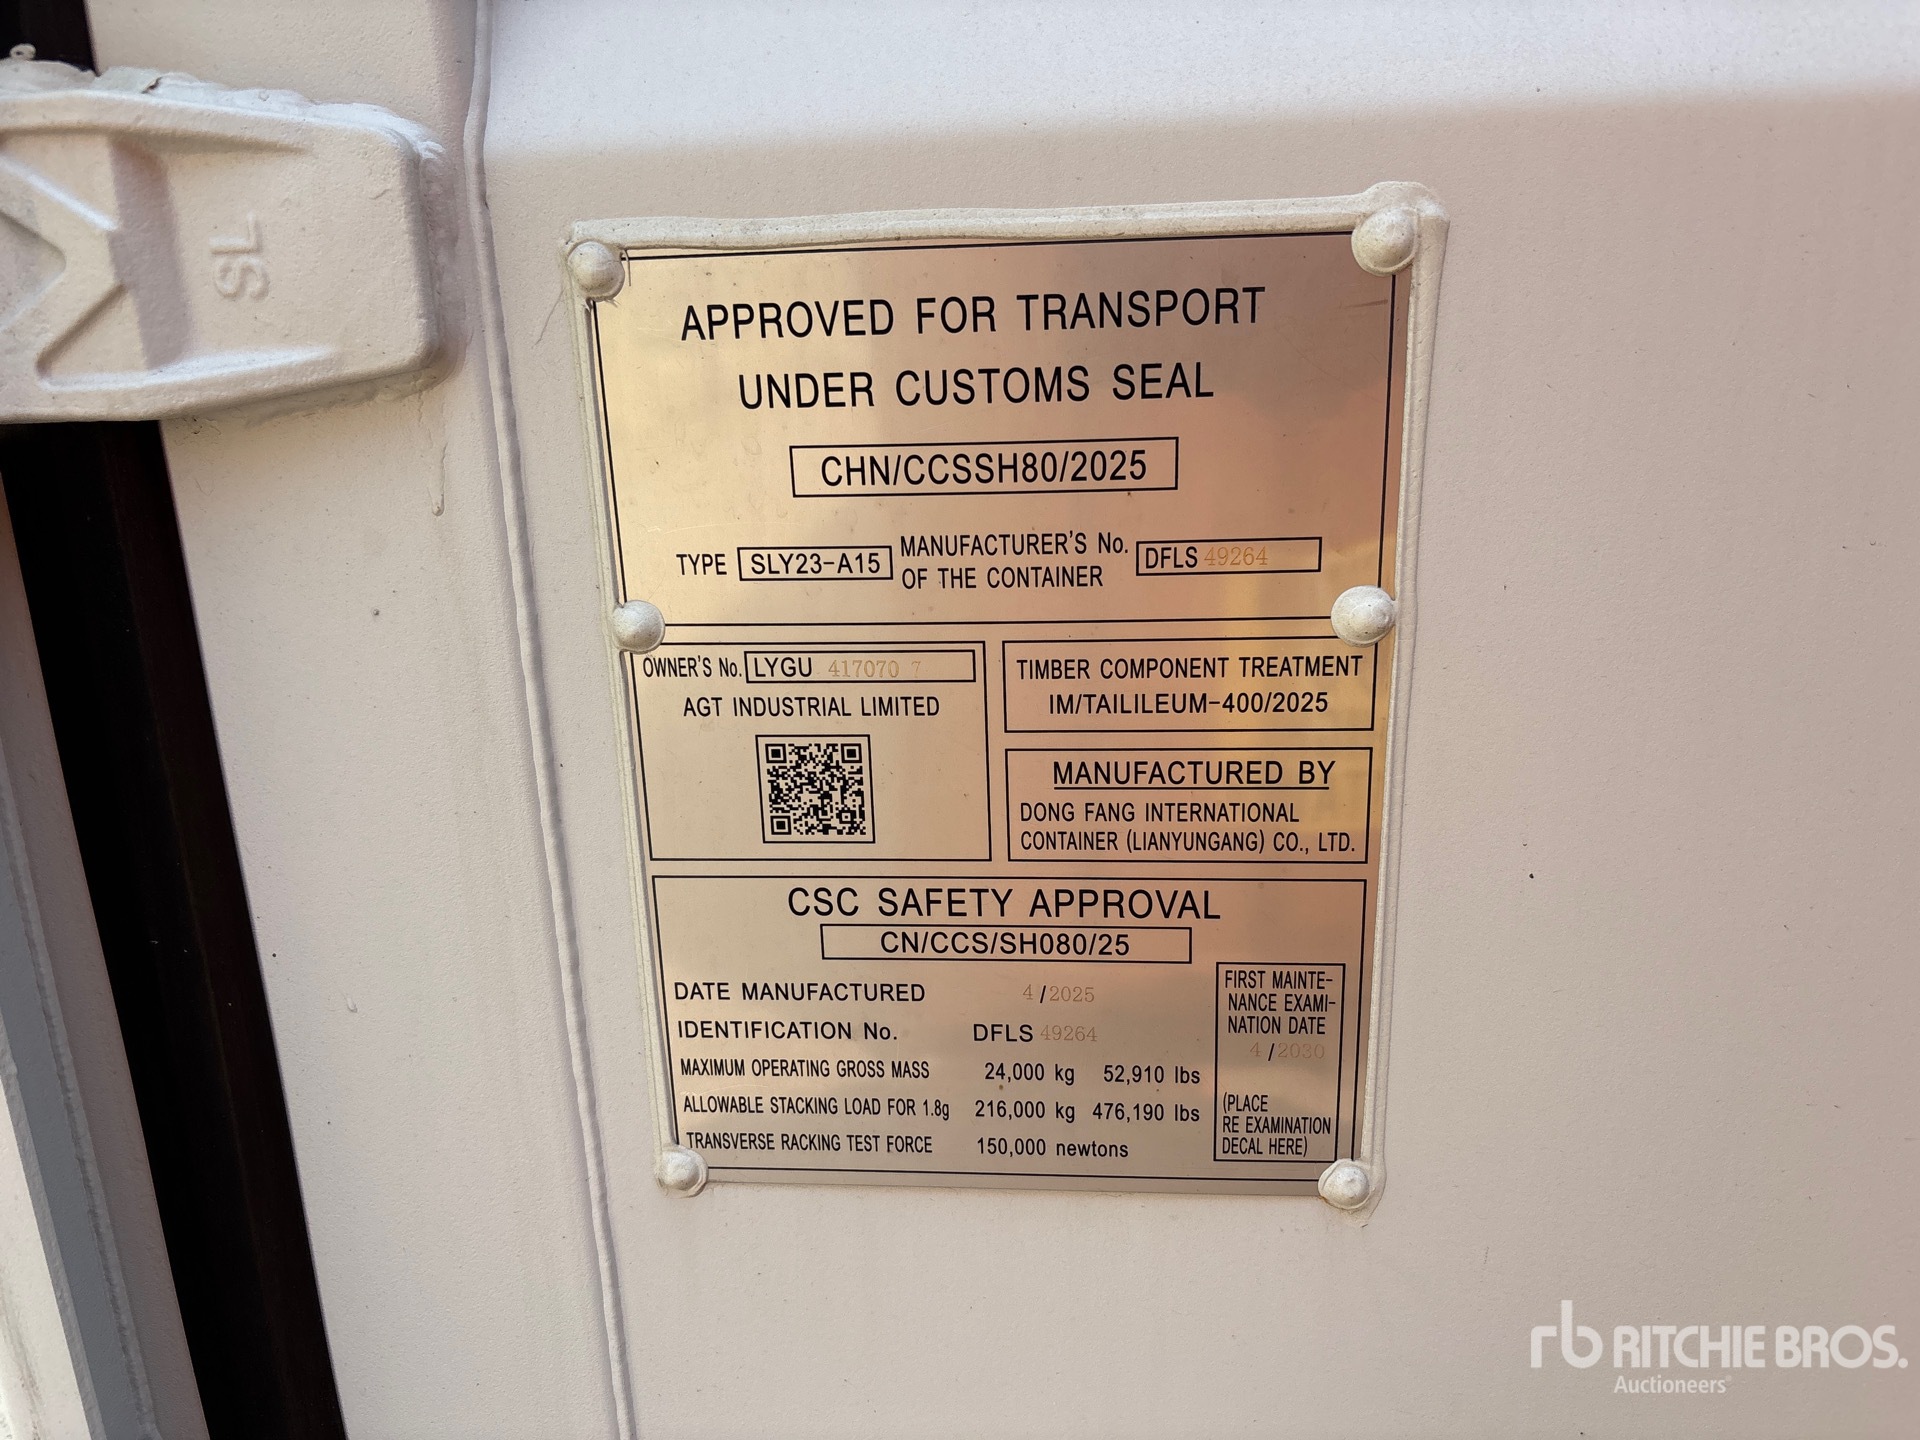 SL
APPROVED FOR TRANSPORT
UNDER CUSTOMS SEAL
CHN/CCSSH80/2025
TYPE SLY23-A15 MANUFACTURER'S No. OF THE CONTAINER DFLS 49264
OWNER'S No. LYGU 417070 7
AGT INDUSTRIAL LIMITED
TIMBER COMPONENT TREATMENT
IM/TAILILEUM-400/2025
MANUFACTURED BY
DONG FANG INTERNATIONAL
CONTAINER (LIANYUNGANG) CO., LTD.
CSC SAFETY APPROVAL
CN/CCS/SH080/25
DATE MANUFACTURED 4/2025
IDENTIFICATION No. DFLS 49264
MAXIMUM OPERATING GROSS MASS 24,000 kg 52,910 lbs
ALLOWABLE STACKING LOAD FOR 1.8g 216,000 kg 476,190 lbs
TRANSVERSE RACKING TEST FORCE 150,000 newtons
FIRST MAINTE-
NANCE EXAMI-
NATION DATE
4/2030
(PLACE
RE EXAMINATION
DECAL HERE)
rb RITCHIE BROS.
Auctioneers